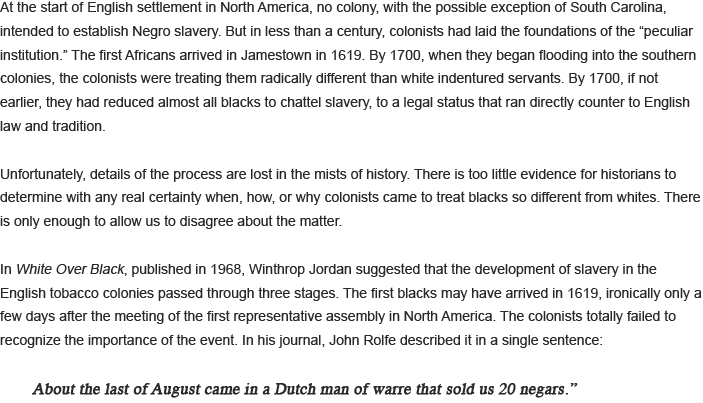 At the start of English settlement in North America, no colony, with the possible exception of South Carolina,
intended to establish Negro slavery. But in less than a century, colonists had laid the foundations of the “peculiar
institution.” The first Africans arrived in Jamestown in 1619. By 1700, when they began flooding into the southern
colonies, the colonists were treating them radically different than white indentured servants. By 1700, if not
earlier, they had reduced almost all blacks to chattel slavery, to a legal status that ran directly counter to English
law and tradition.
Unfortunately, details of the process are lost in the mists of history. There is too little evidence for historians to
determine with any real certainty when, how, or why colonists came to treat blacks so different from whites. There
is only enough to allow us to disagree about the matter.
In White Over Black, published in 1968, Winthrop Jordan suggested that the development of slavery in the
English tobacco colonies passed through three stages. The first blacks may have arrived in 1619, ironically only a
few days after the meeting of the first representative assembly in North America. The colonists totally failed to
recognize the importance of the event. In his journal, John Rolfe described it in a single sentence:
About the last of August came in a Dutch man of warre that sold us 20 negars.”